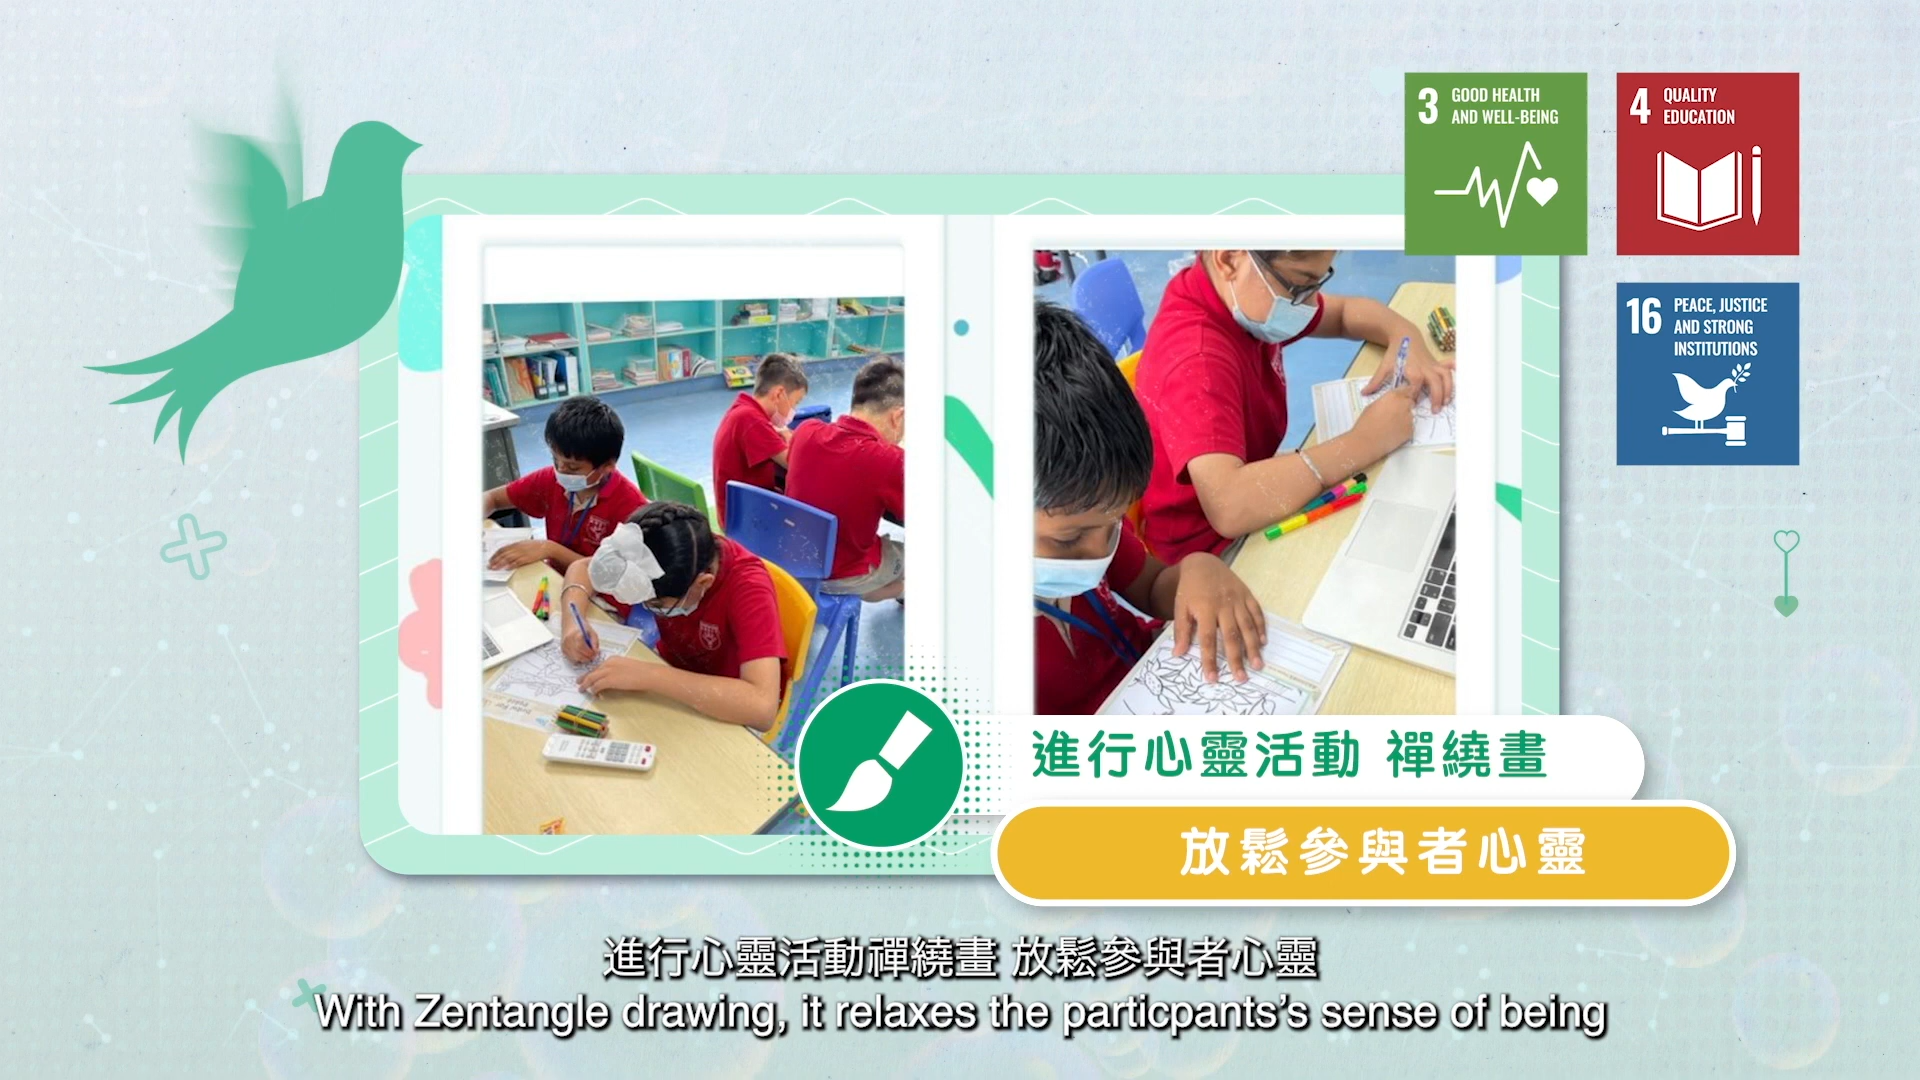 3 GOOD HEALTH
AND WELL-BEING
4 QUALITY
EDUCATION
16 PEACE, JUSTICE
AND STRONG
INSTITUTIONS
進行心靈活動 禪繞畫
放鬆參與者心靈
進行心靈活動禪繞畫 放鬆參與者心靈
With Zentangle drawing, it relaxes the particpants's sense of being